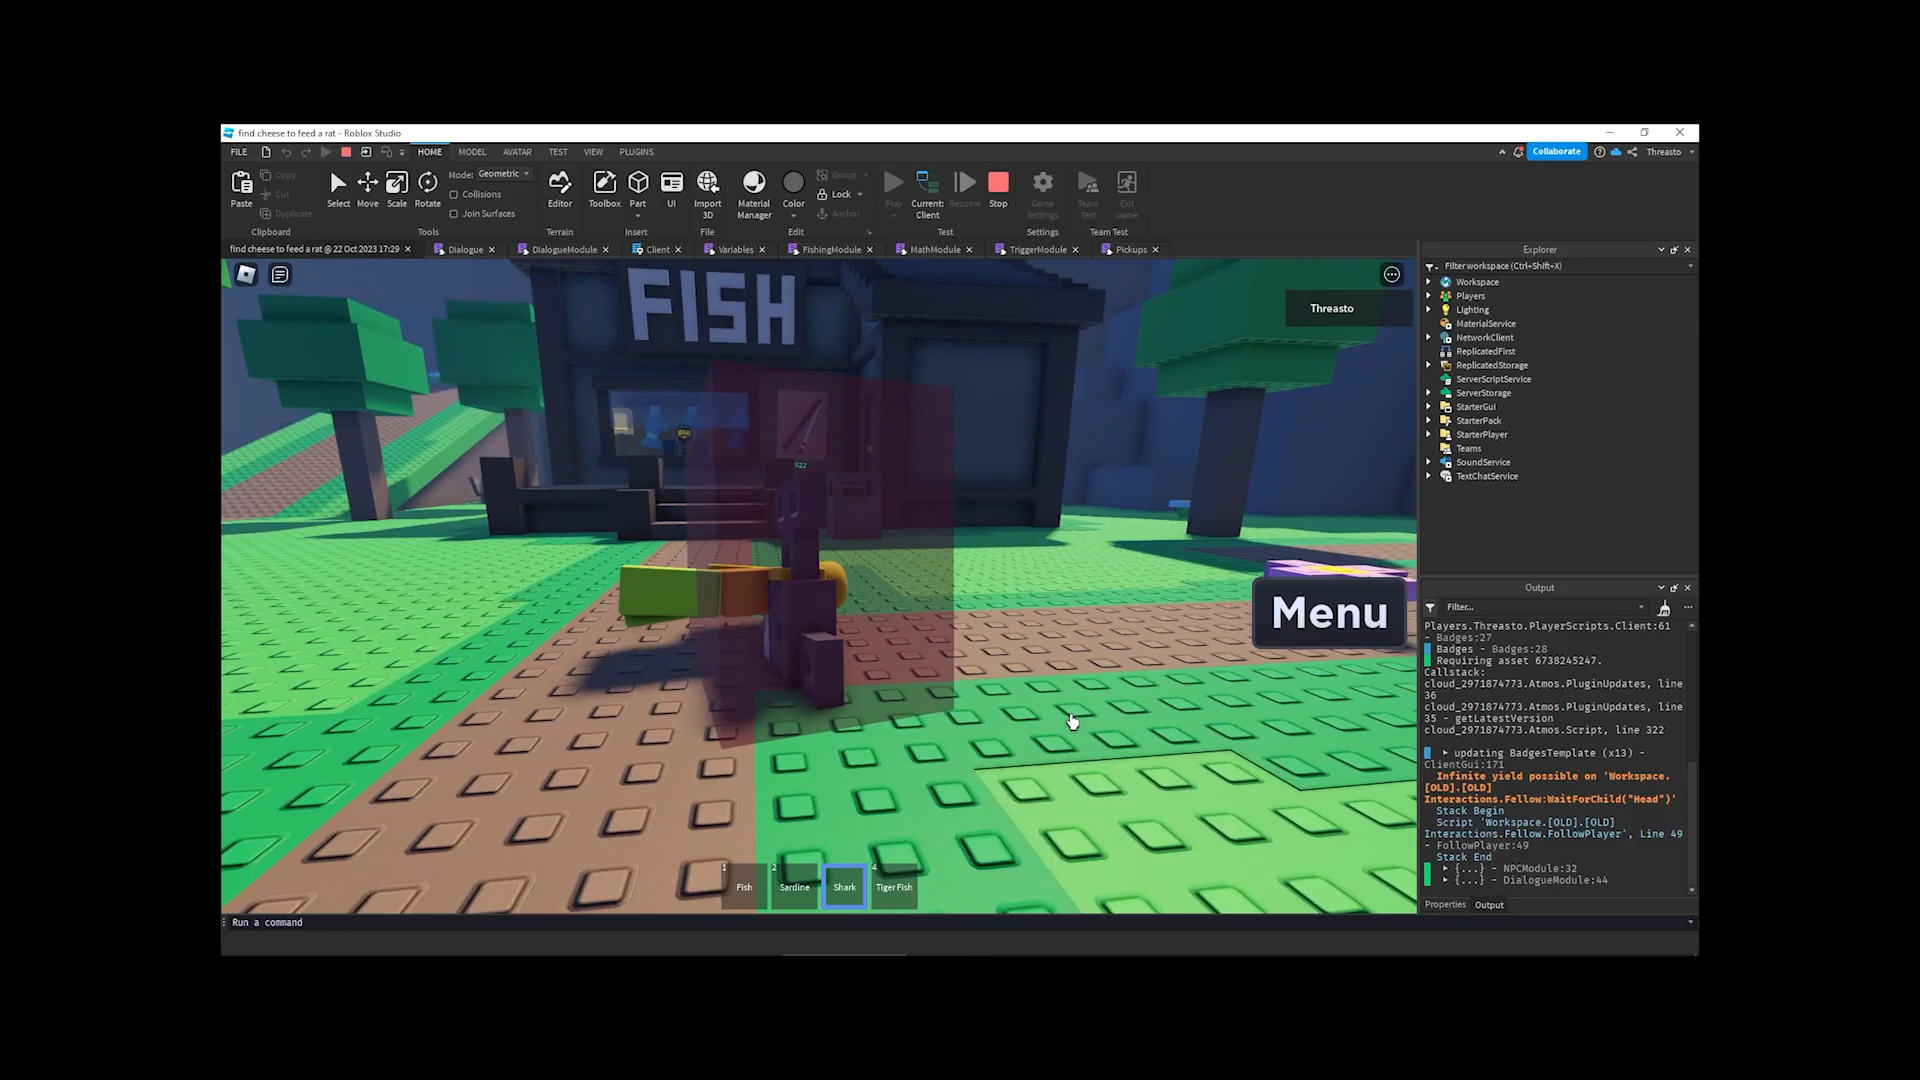 find cheese to feed a rat - Roblox Studio
FILE HOME MODEL AVATAR TEST VIEW PLUGINS Collaborate Threasto
Paste Copy Cut Duplicate Clipboard
Select Move Scale Rotate Mode: Geometric Collisions Join Surfaces Tools
Editor Terrain
Toolbox Part UI Insert
Import 3D File
Material Manager Color Group Lock Anchor Edit
Play Current: Client Resume Stop Test
Game Settings Settings
Team Test Exit Game Team Test
find cheese to feed a rat @ 22 Oct 2023 17:29 Dialogue DialogueModule Client Variables FishingModule MathModule TriggerModule Pickups
FISH
Threasto
$22
Menu
1 Fish 2 Sardine Shark 4 Tiger Fish
Run a command
Explorer
Filter workspace (Ctrl+Shift+X)
Workspace
Players
Lighting
MaterialService
NetworkClient
ReplicatedFirst
ReplicatedStorage
ServerScriptService
ServerStorage
StarterGui
StarterPack
StarterPlayer
Teams
SoundService
TextChatService
Output
Filter...
Players.Threasto.PlayerScripts.Client:61
- Badges:27
Badges - Badges:28
Requiring asset 6738245247.
Callstack:
cloud_2971874773.Atmos.PluginUpdates, line
36
cloud_2971874773.Atmos.PluginUpdates, line
35 - getLatestVersion
cloud_2971874773.Atmos.Script, line 322
updating BadgesTemplate (x13) -
ClientGui:171
Infinite yield possible on 'Workspace.
[OLD].[OLD]
Interactions.Fellow:WaitForChild("Head")'
Stack Begin
Script 'Workspace.[OLD].[OLD]
Interactions.Fellow.FollowPlayer', Line 49
- FollowPlayer:49
Stack End
{...} - NPCModule:32
{...} - DialogueModule:44
Properties Output